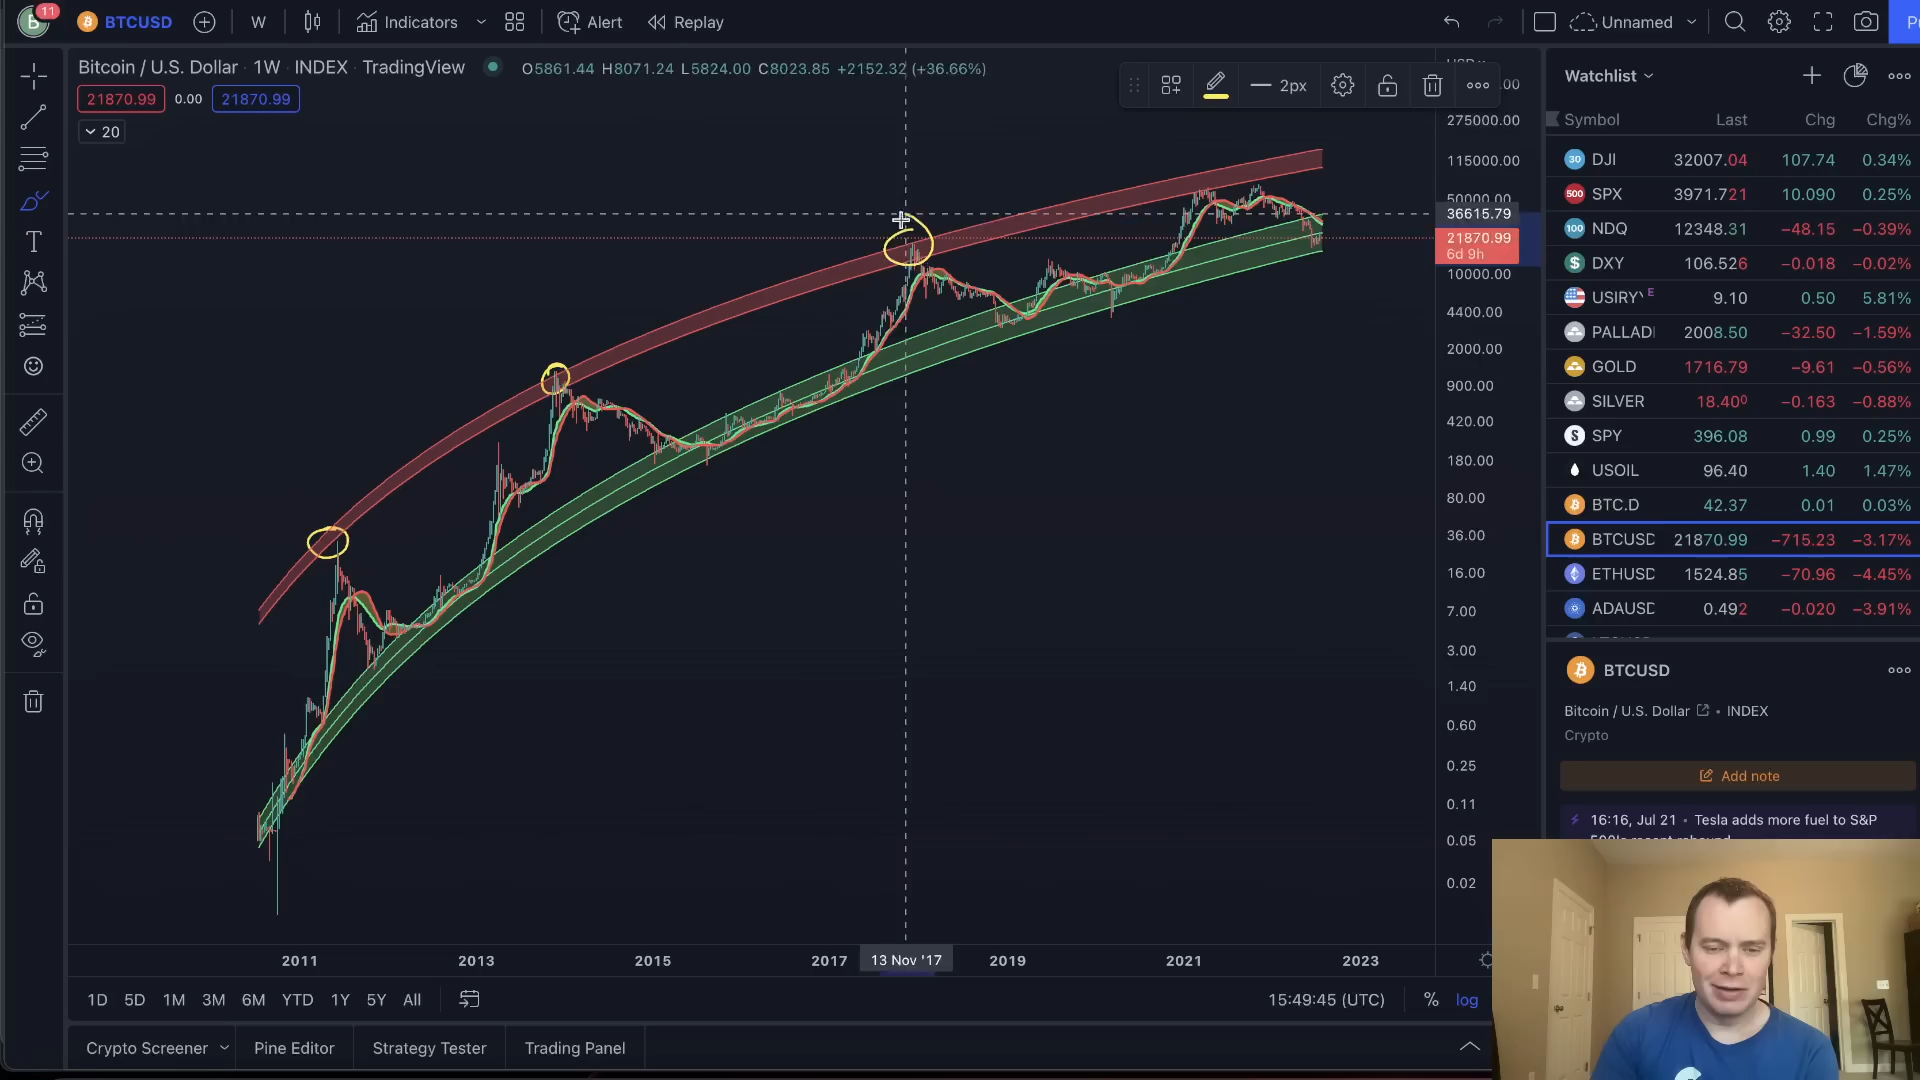 B 11 BTCUSD W Indicators Alert Replay Unnamed
Bitcoin / U.S. Dollar · 1W · INDEX · TradingView O5861.44 H8071.24 L5824.00 C8023.85 +2152.32 (+36.66%)
21870.99 0.00 21870.99
20
2px
275000.00
115000.00
50000.00
36615.79
21870.99
6d 9h
10000.00
4400.00
2000.00
900.00
420.00
180.00
80.00
36.00
16.00
7.00
3.00
1.40
0.60
0.25
0.11
0.05
0.02
2011 2013 2015 2017 13 Nov '17 2019 2021 2023
1D 5D 1M 3M 6M YTD 1Y 5Y All 15:49:45 (UTC) % log
Crypto Screener Pine Editor Strategy Tester Trading Panel
Watchlist
Symbol Last Chg Chg%
30 DJI 32007.04 107.74 0.34%
500 SPX 3971.721 10.090 0.25%
100 NDQ 12348.31 −48.15 −0.39%
$ DXY 106.526 −0.018 −0.02%
USIRY E 9.10 0.50 5.81%
PALLADI 2008.50 −32.50 −1.59%
GOLD 1716.79 −9.61 −0.56%
SILVER 18.400 −0.163 −0.88%
S SPY 396.08 0.99 0.25%
USOIL 96.40 1.40 1.47%
BTC.D 42.37 0.01 0.03%
BTCUSD 21870.99 −715.23 −3.17%
ETHUSD 1524.85 −70.96 −4.45%
ADAUSD 0.492 −0.020 −3.91%
BTCUSD
Bitcoin / U.S. Dollar • INDEX
Crypto
Add note
16:16, Jul 21 • Tesla adds more fuel to S&P